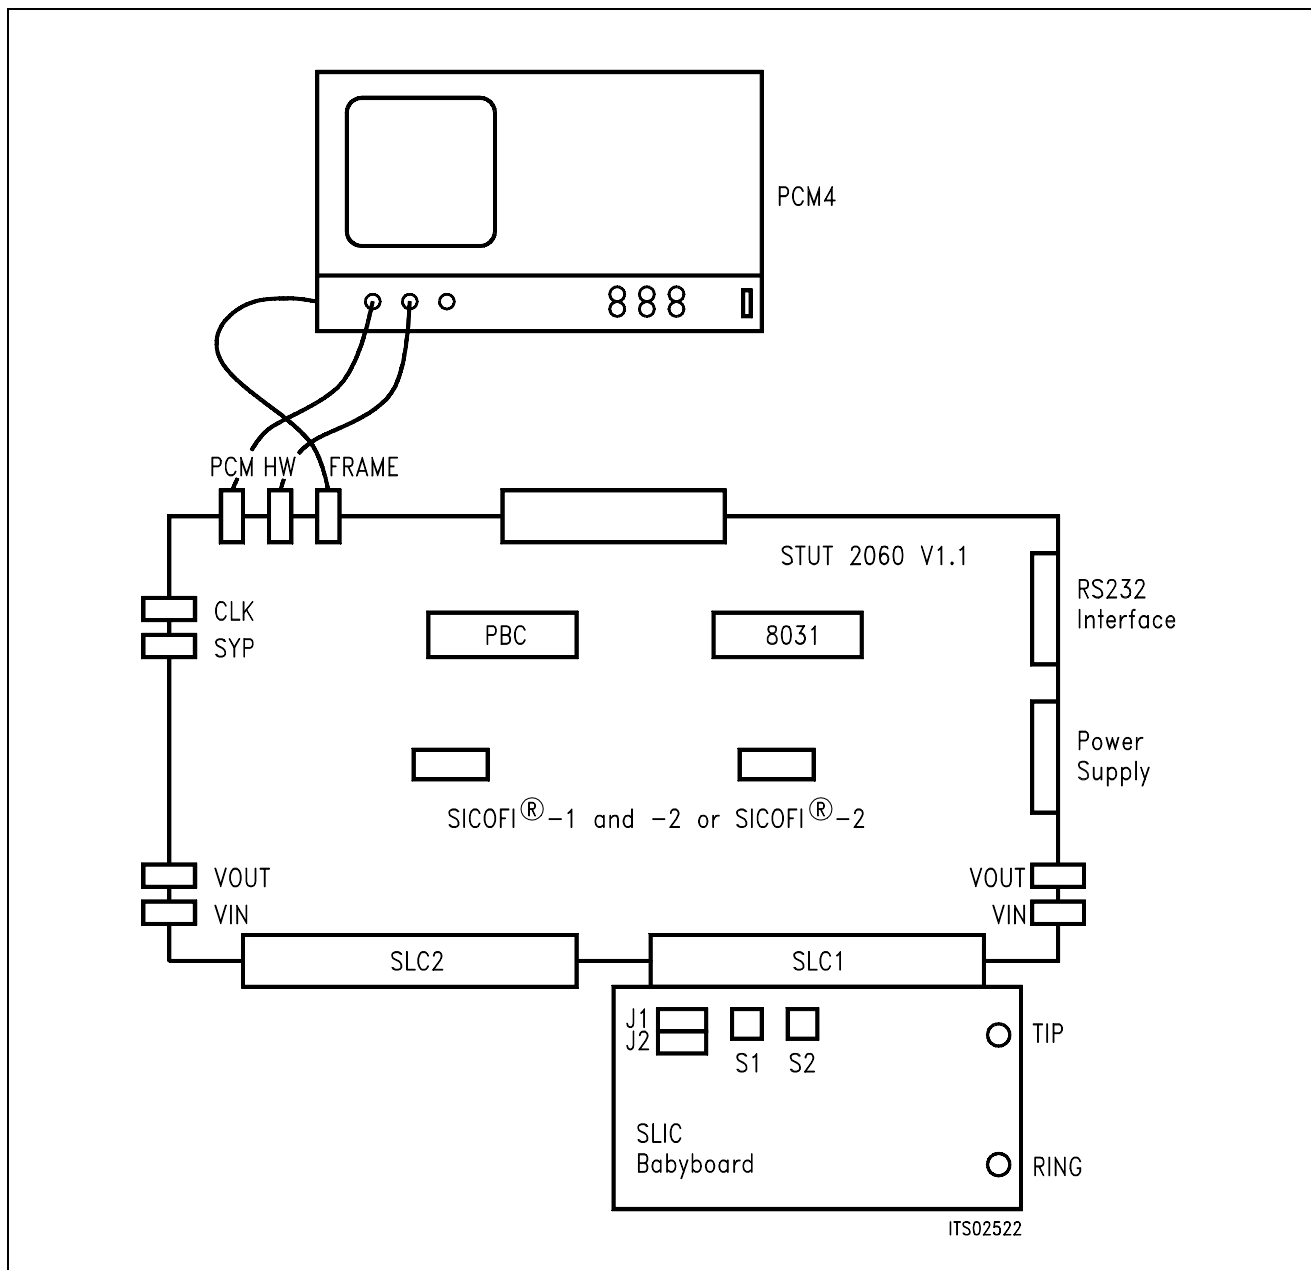 PCM4
PCM HW FRAME
STUT 2060 V1.1
RS232
Interface
CLK
SYP
PBC
8031
Power
Supply
SICOFI®-1 and -2 or SICOFI®-2
VOUT
VIN
VOUT
VIN
SLC2
SLC1
J1
J2
S1
S2
TIP
SLIC
Babyboard
RING
ITS02522